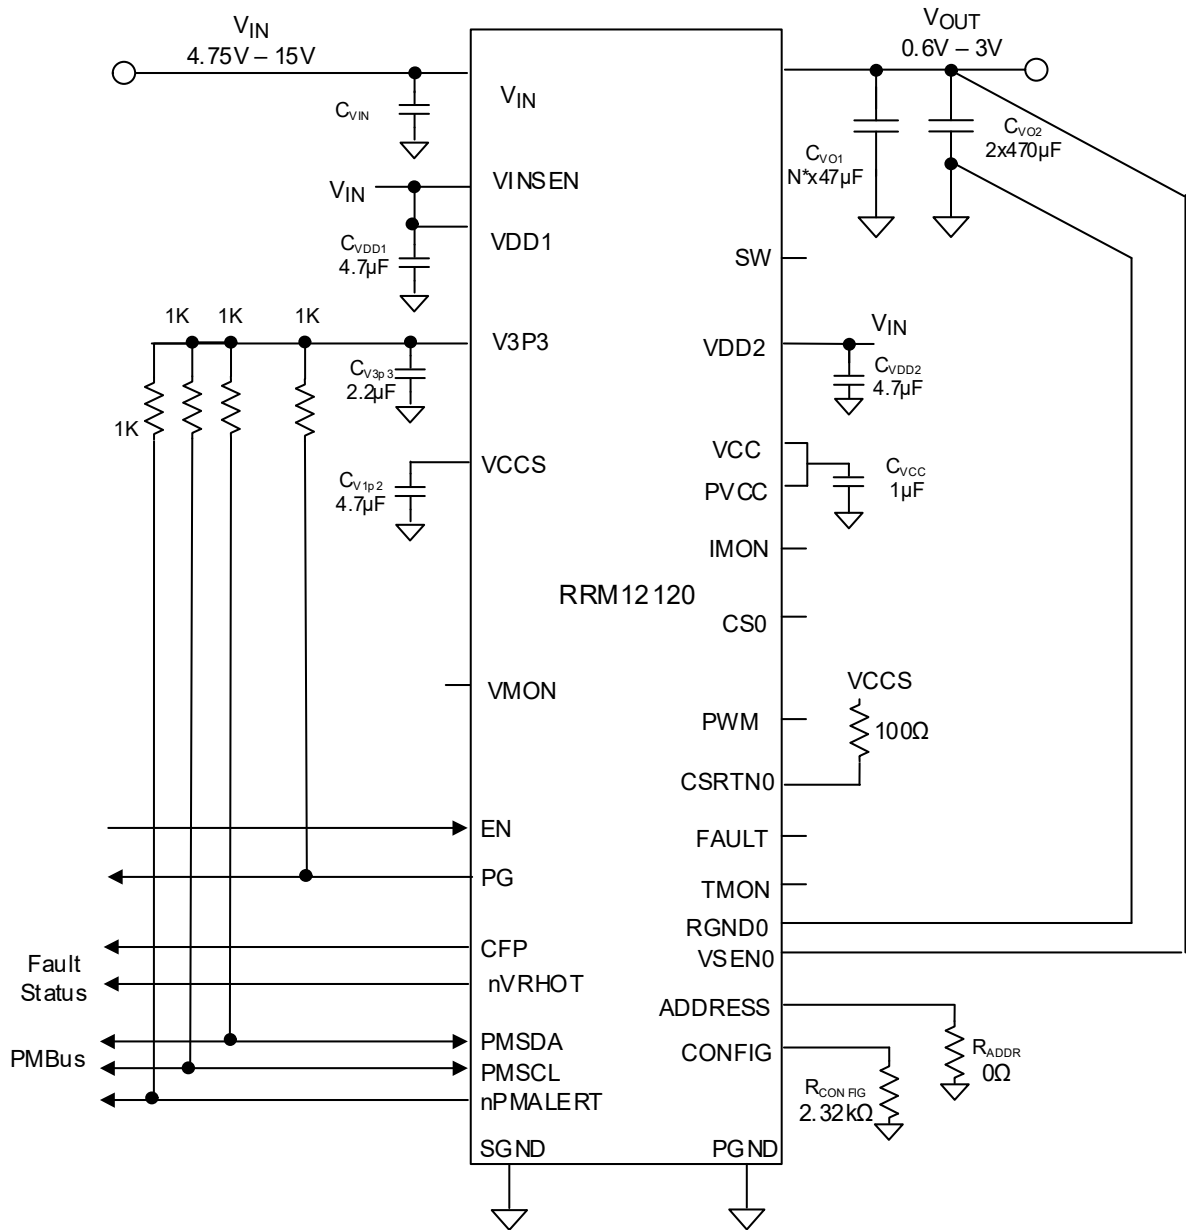 VIN
4.75V – 15V
VOUT
0.6V – 3V
CVIN
VIN
CVO1
N*x47µF
CVO2
2x470µF
VIN
VINSEN
CVDD1
4.7µF
VDD1
SW
1K
1K
1K
1K
V3P3
CV3p3
2.2µF
VDD2
VIN
CVDD2
4.7µF
VCCS
CV1p2
4.7µF
VCC
PVCC
CVCC
1µF
IMON
RRM12120
CS0
VMON
VCCS
PWM
100Ω
CSRTN0
EN
FAULT
PG
TMON
RGND0
CFP
VSEN0
Fault
Status
nVRHOT
ADDRESS
PMBus
PMSDA
CONFIG
RADDR
0Ω
PMSCL
nPMALERT
RCONFIG
2.32kΩ
SGND
PGND